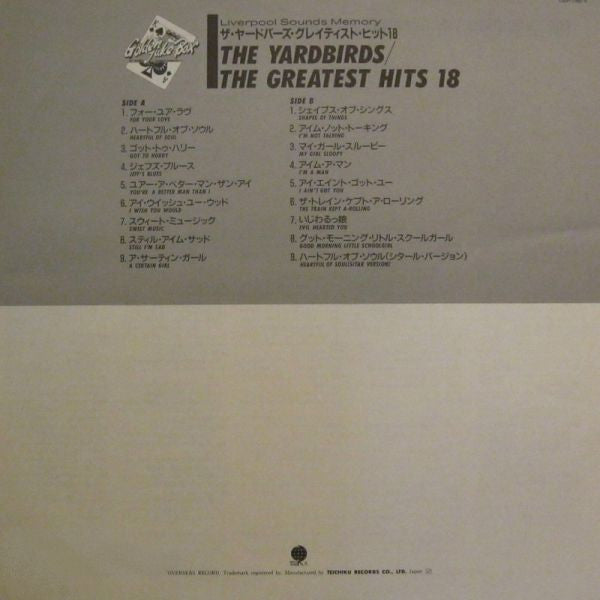 Golden Juke Box
Liverpool Sounds Memory
ザ・ヤードバーズ・グレイティスト・ヒット18
THE YARDBIRDS/
THE GREATEST HITS 18
SIDE A
1. フォー・ユア・ラヴ
FOR YOUR LOVE
2. ハートフル・オブ・ソウル
HEARTFUL OF SOUL
3. ゴット・トゥ・ハリー
GOT TO HURRY
4. ジェフズ・ブルース
JEFF'S BLUES
5. ユアー・ア・ベター・マン・ザン・アイ
YOU'RE A BETTER MAN THAN I
6. アイ・ウィッシュ・ユー・ウッド
I WISH YOU WOULD
7. スウィート・ミュージック
SWEET MUSIC
8. スティル・アイム・サッド
STILL I'M SAD
9. ア・サーティン・ガール
A CERTAIN GIRL
SIDE B
1. シェイプス・オブ・シングス
SHAPES OF THINGS
2. アイム・ノット・トーキング
I'M NOT TALKING
3. マイ・ガール・スルーピー
MY GIRL SLOOPY
4. アイム・ア・マン
I'M A MAN
5. アイ・エイント・ゴット・ユー
I AIN'T GOT YOU
6. ザ・トレイン・ケプト・ア・ローリング
THE TRAIN KEPT A-ROLLING
7. いじわるっ娘
EVIL HEARTED YOU
8. グット・モーニング・リトル・スクールガール
GOOD MORNING LITTLE SCHOOLGIRL
9. ハートフル・オブ・ソウル(シタール・バージョン)
HEARTFUL OF SOUL(SITAR VERSION)
OVERSEAS RECORD Trademark registered by. Manufactured by TEICHIKU RECORDS CO., LTD. Japan